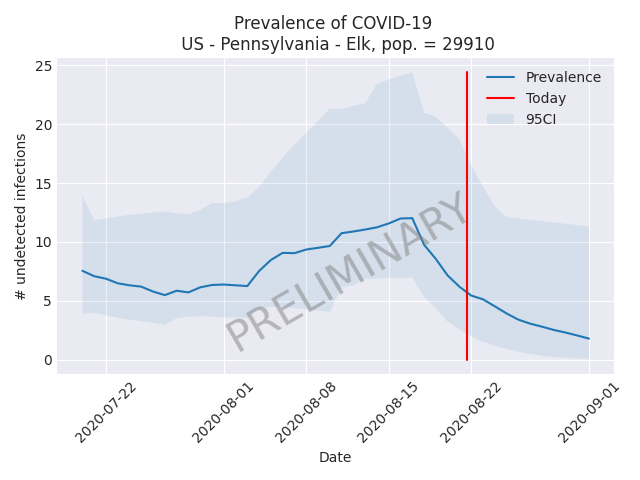 Prevalence of COVID-19
US - Pennsylvania - Elk, pop. = 29910
# undetected infections
25
20
15
10
5
0
Prevalence
Today
95CI
PRELIMINARY
2020-07-22
2020-08-01
2020-08-08
2020-08-15
2020-08-22
2020-09-01
Date